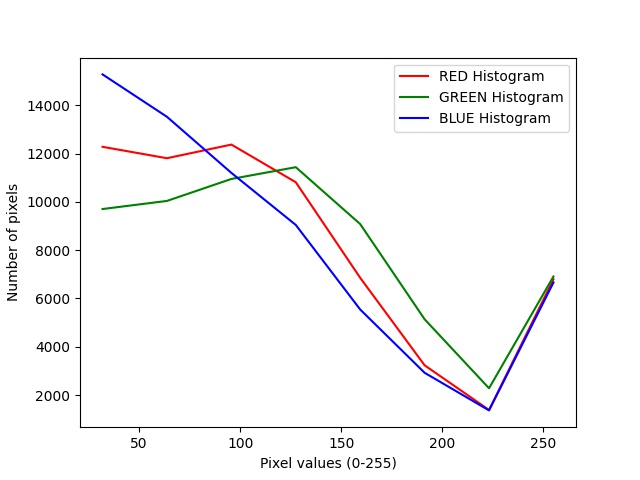 RED Histogram
GREEN Histogram
BLUE Histogram
Number of pixels
14000
12000
10000
8000
6000
4000
2000
50 100 150 200 250
Pixel values (0-255)